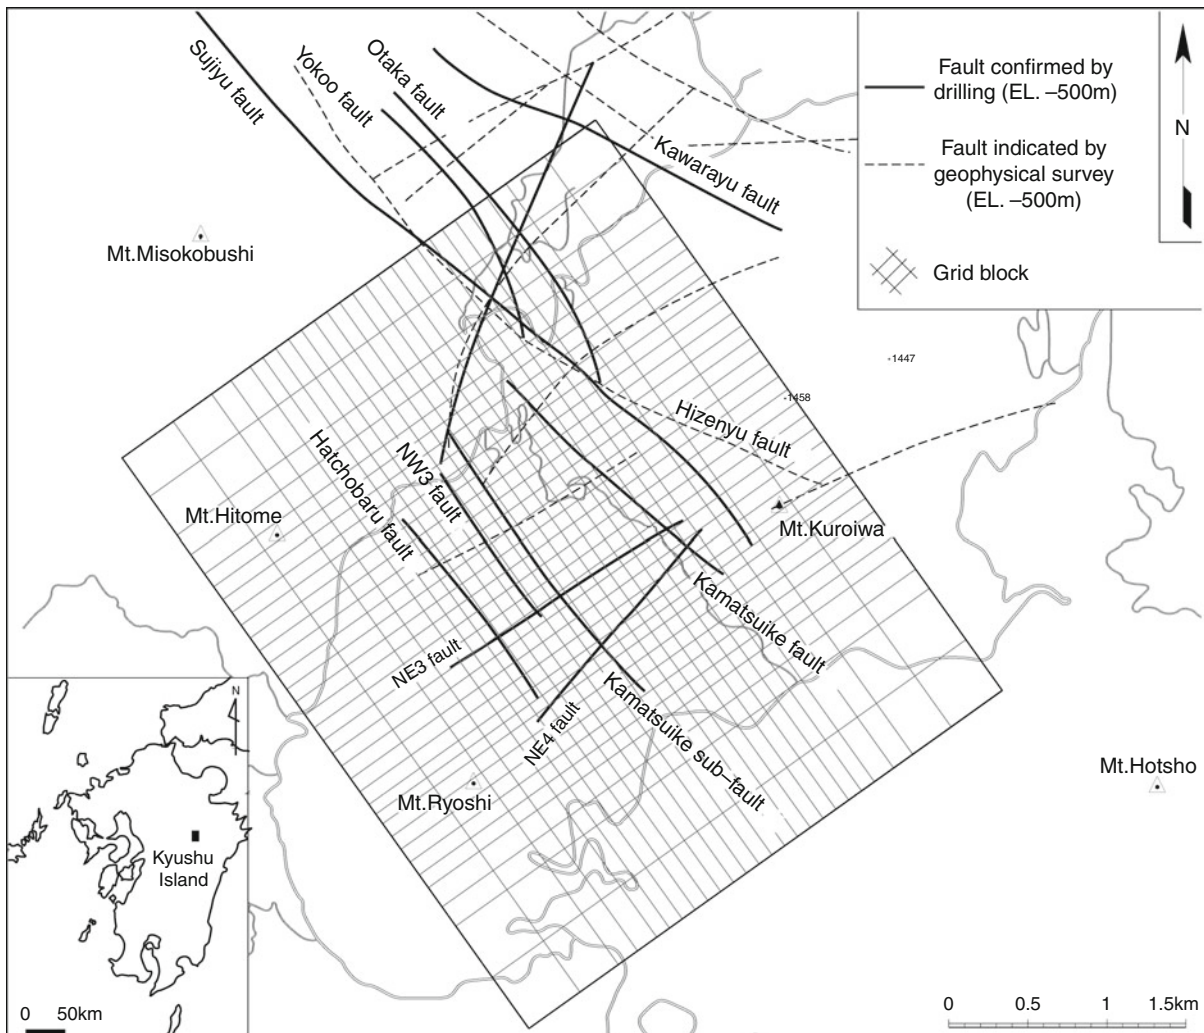 Sujiyu fault
Yokoo fault
Otaka fault
Kawarayu fault
Fault confirmed by
drilling (EL. –500m)
Fault indicated by
geophysical survey
(EL. –500m)
Grid block
N
Mt.Misokobushi
1447
1458
Hizenyu fault
Hatchobaru fault
NW3 fault
Mt.Hitome
Mt.Kuroiwa
Kamatsuike fault
NE3 fault
NE4 fault
Kamatsuike sub–fault
Mt.Ryoshi
Mt.Hotsho
N
Kyushu
Island
0 50km
0 0.5 1 1.5km